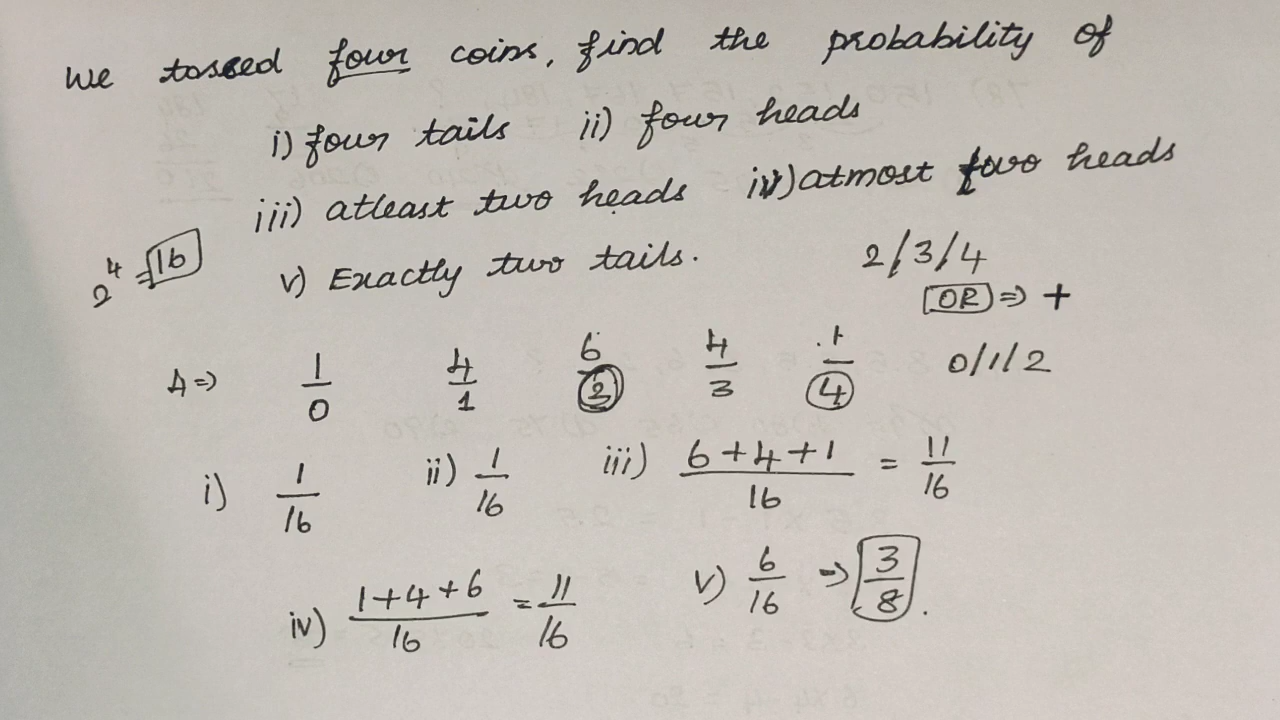 We tossed four coins, find the probability of
i) four tails ii) four heads
iii) atleast two heads iv) atmost two heads
2^4 = 16
v) Exactly two tails.
2/3/4
OR ⇒ +
4 ⇒ 1/0 4/1 6/2 4/3 1/4 0/1/2
i) 1/16 ii) 1/16 iii) (6+4+1)/16 = 11/16
iv) (1+4+6)/16 = 11/16 v) 6/16 ⇒ 3/8.